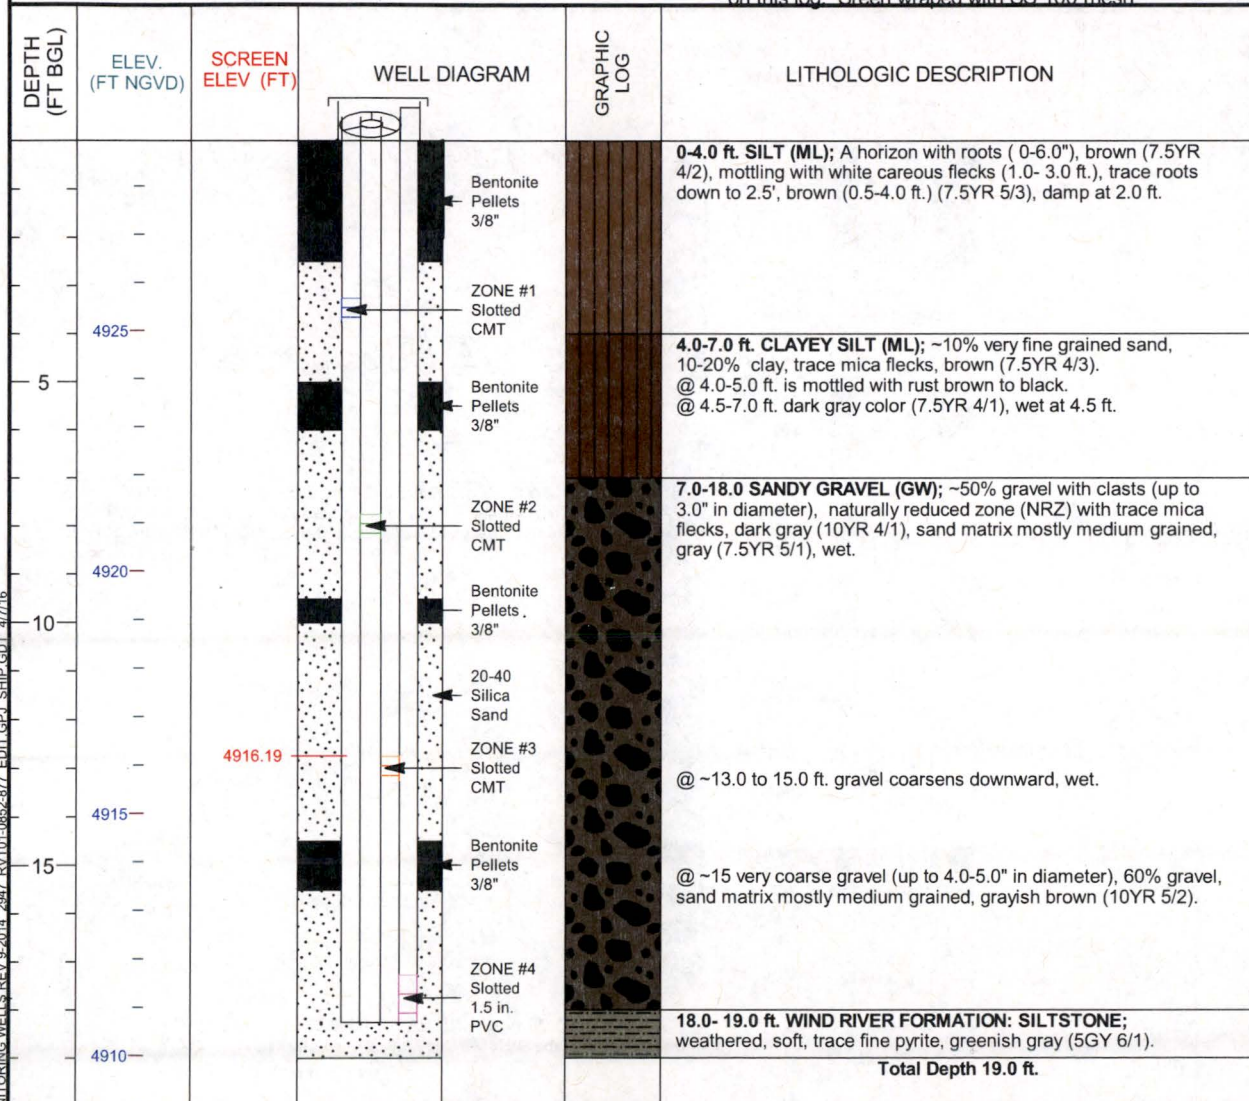 DEPTH
(FT BGL)
ELEV.
(FT NGVD)
SCREEN
ELEV (FT)
WELL DIAGRAM
GRAPHIC
LOG
LITHOLOGIC DESCRIPTION
Bentonite
Pellets
3/8"
0-4.0 ft. SILT (ML); A horizon with roots ( 0-6.0"), brown (7.5YR
4/2), mottling with white careous flecks (1.0- 3.0 ft.), trace roots
down to 2.5', brown (0.5-4.0 ft.) (7.5YR 5/3), damp at 2.0 ft.
4925
ZONE #1
Slotted
CMT
4.0-7.0 ft. CLAYEY SILT (ML); ~10% very fine grained sand,
10-20% clay, trace mica flecks, brown (7.5YR 4/3).
@ 4.0-5.0 ft. is mottled with rust brown to black.
@ 4.5-7.0 ft. dark gray color (7.5YR 4/1), wet at 4.5 ft.
5
Bentonite
Pellets
3/8"
ZONE #2
Slotted
CMT
7.0-18.0 SANDY GRAVEL (GW); ~50% gravel with clasts (up to
3.0" in diameter), naturally reduced zone (NRZ) with trace mica
flecks, dark gray (10YR 4/1), sand matrix mostly medium grained,
gray (7.5YR 5/1), wet.
4920
10
Bentonite
Pellets
3/8"
20-40
Silica
Sand
4916.19
ZONE #3
Slotted
CMT
@ ~13.0 to 15.0 ft. gravel coarsens downward, wet.
4915
15
Bentonite
Pellets
3/8"
@ ~15 very coarse gravel (up to 4.0-5.0" in diameter), 60% gravel,
sand matrix mostly medium grained, grayish brown (10YR 5/2).
ZONE #4
Slotted
1.5 in.
PVC
18.0- 19.0 ft. WIND RIVER FORMATION: SILTSTONE;
weathered, soft, trace fine pyrite, greenish gray (5GY 6/1).
4910
Total Depth 19.0 ft.